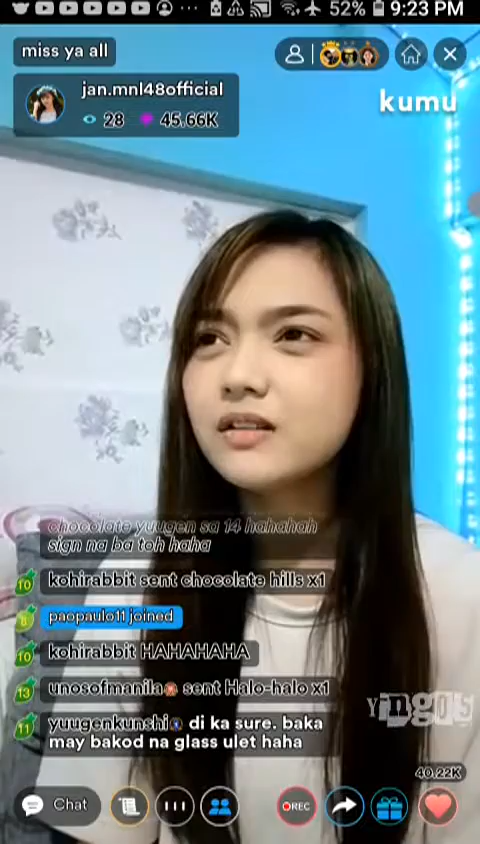 52% 9:23 PM
miss ya all
jan.mnl48official
28 45.66K
kumu
chocolate yuugen sa 14 hahahah
sign na ba toh haha
10 kohirabbit sent chocolate hills x1
8 paopaulo11 joined
10 kohirabbit HAHAHAHA
13 unosofmanila sent Halo-halo x1
11 yuugenkunshi di ka sure. baka
may bakod na glass ulet haha
Yingos
40.22K
Chat
REC